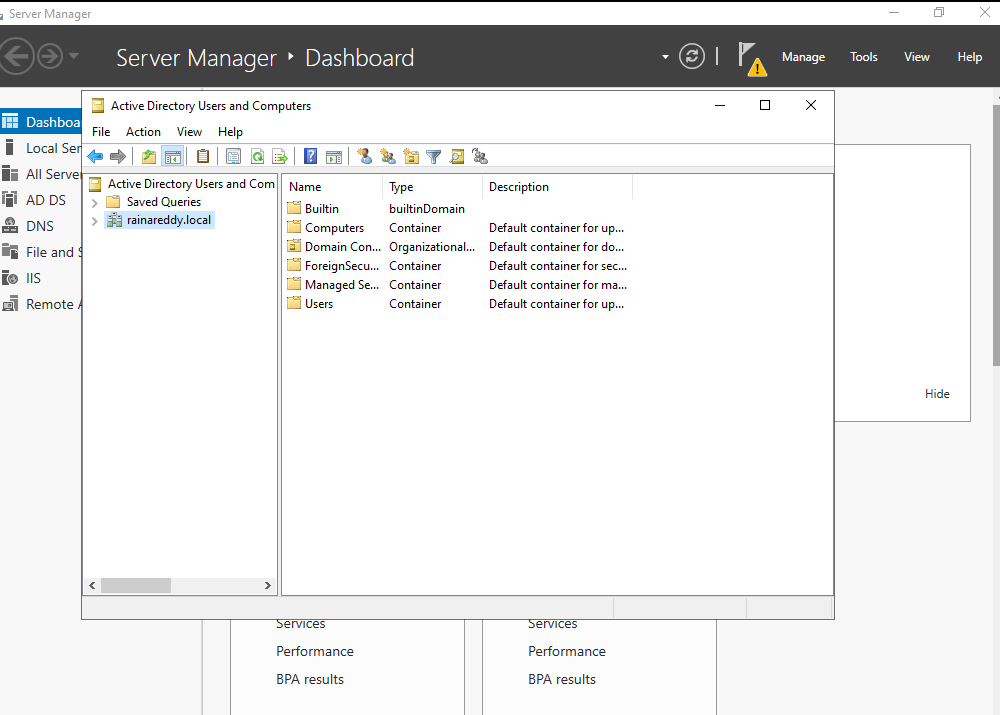 Server Manager
Server Manager ‣ Dashboard
Manage Tools View Help
Dashboa
Local Ser
All Server
AD DS
DNS
File and S
IIS
Remote A
Active Directory Users and Computers
File Action View Help
Active Directory Users and Com
Saved Queries
rainareddy.local
Name Type Description
Builtin builtinDomain
Computers Container Default container for up...
Domain Con... Organizational... Default container for do...
ForeignSecu... Container Default container for sec...
Managed Se... Container Default container for ma...
Users Container Default container for up...
Hide
Services Services
Performance Performance
BPA results BPA results